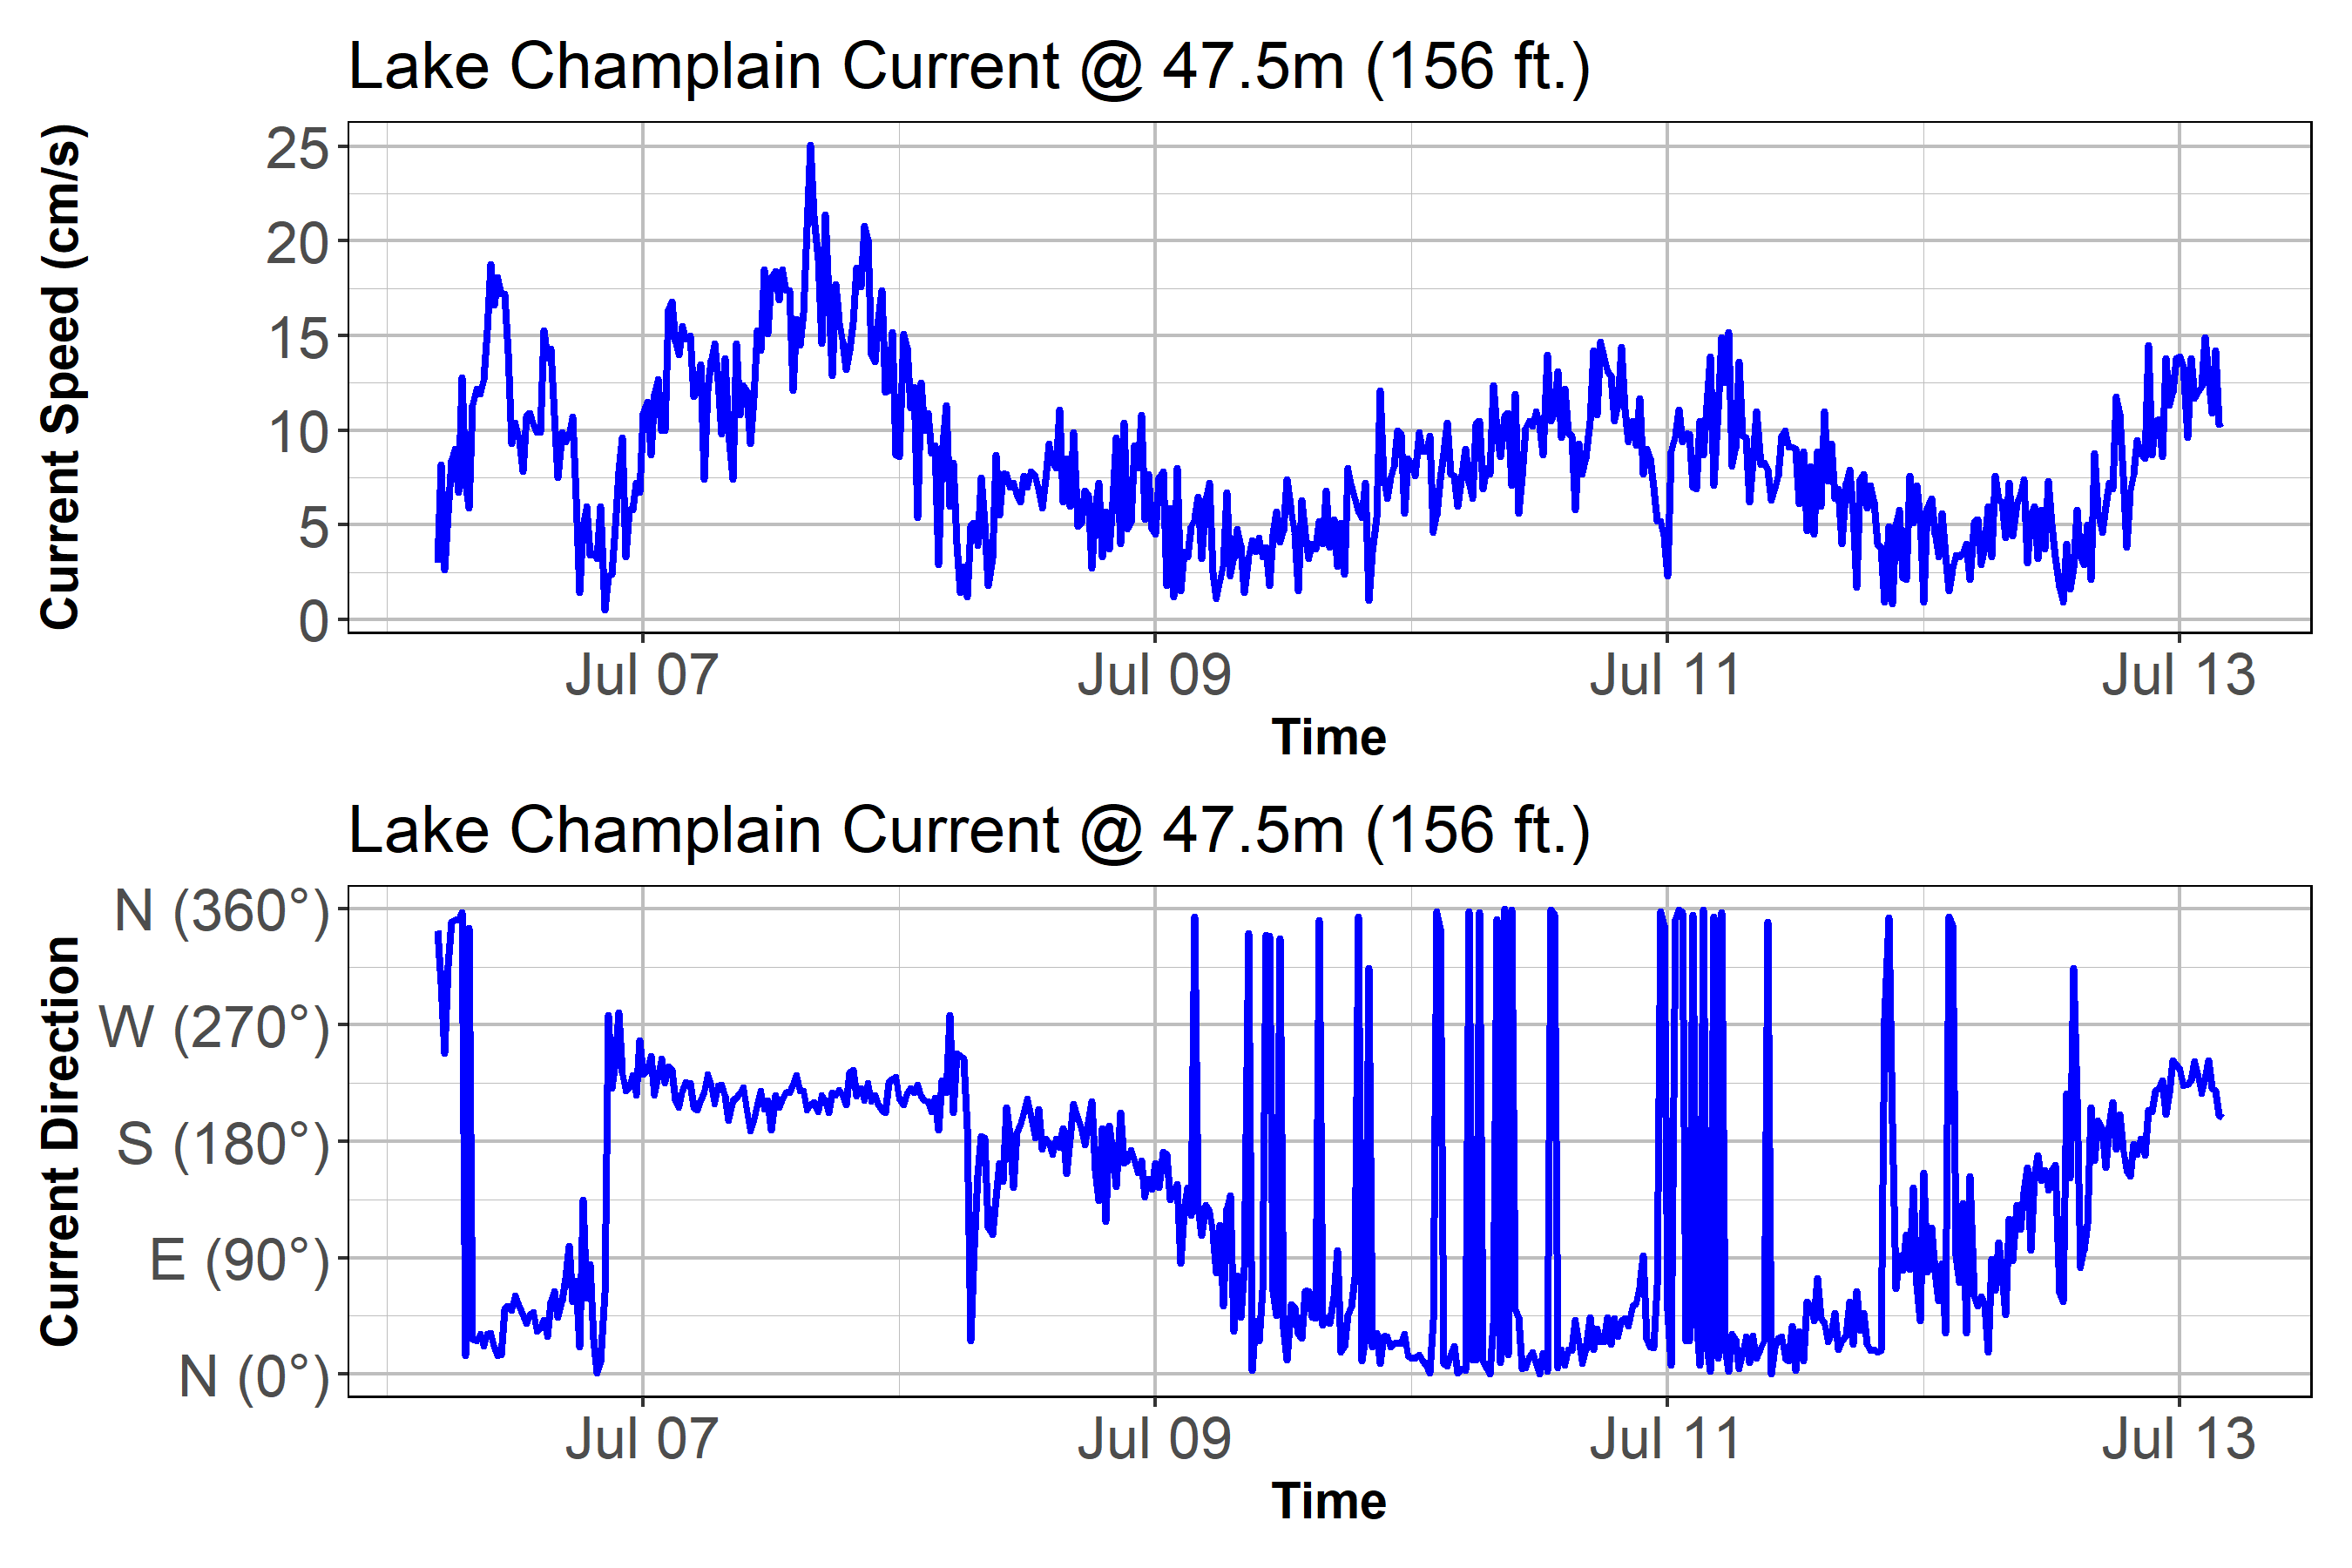 Lake Champlain Current @ 47.5m (156 ft.)
Current Speed (cm/s)
25
20
15
10
5
0
Jul 07 Jul 09 Jul 11 Jul 13
Time
Lake Champlain Current @ 47.5m (156 ft.)
Current Direction
N (360°)
W (270°)
S (180°)
E (90°)
N (0°)
Jul 07 Jul 09 Jul 11 Jul 13
Time